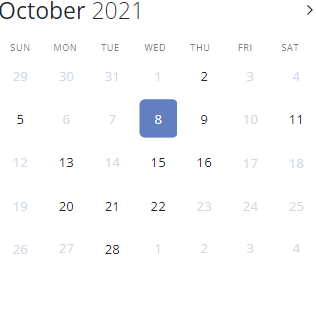 October 2021
SUN MON TUE WED THU FRI SAT
29 30 31 1 2 3 4
5 6 7 8 9 10 11
12 13 14 15 16 17 18
19 20 21 22 23 24 25
26 27 28 1 2 3 4